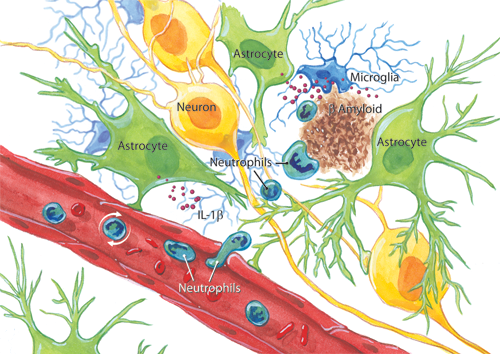 Astrocyte
Microglia
Neuron
β Amyloid
Astrocyte
Astrocyte
Neutrophils
IL-1β
Neutrophils